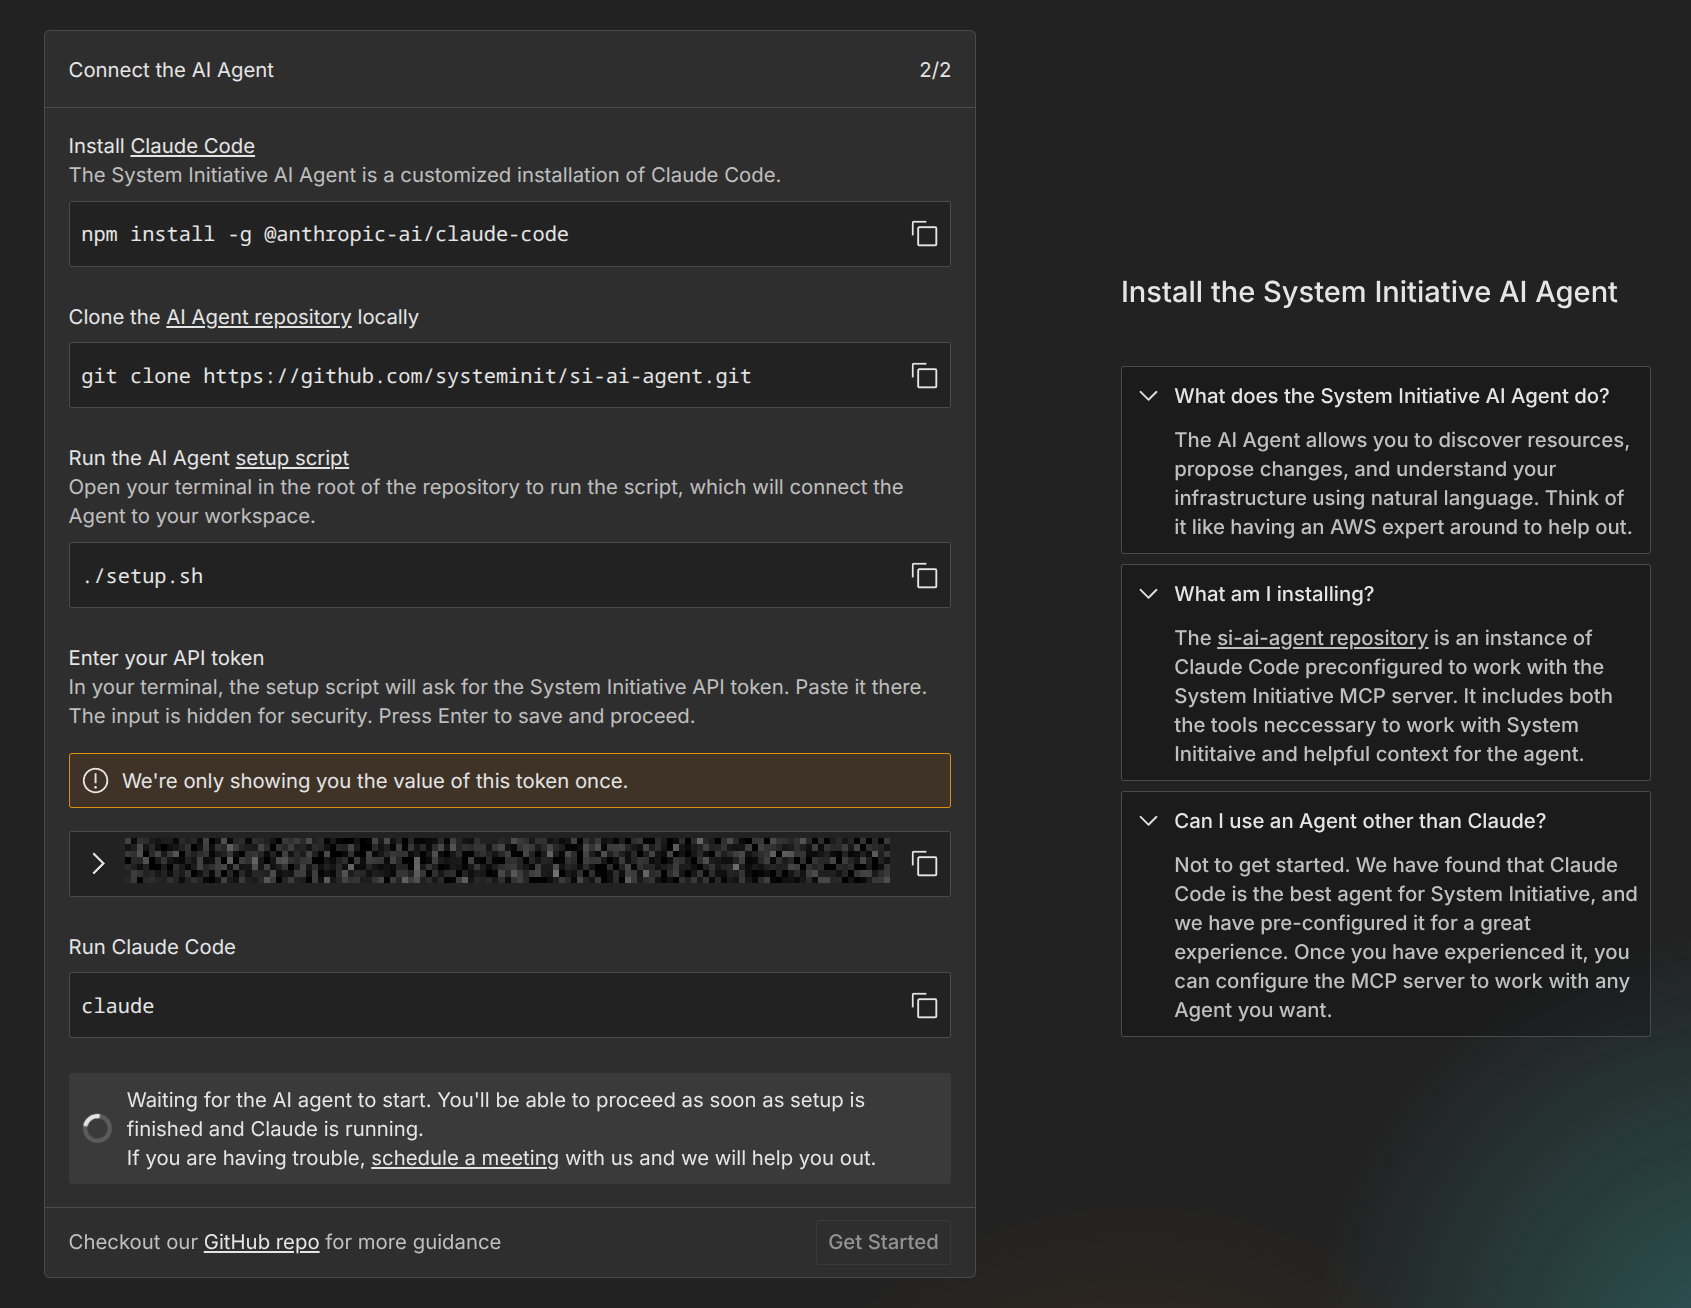 Connect the AI Agent
2/2
Install Claude Code
The System Initiative AI Agent is a customized installation of Claude Code.
npm install -g @anthropic-ai/claude-code
Clone the AI Agent repository locally
git clone https://github.com/systeminit/si-ai-agent.git
Run the AI Agent setup script
Open your terminal in the root of the repository to run the script, which will connect the
Agent to your workspace.
./setup.sh
Enter your API token
In your terminal, the setup script will ask for the System Initiative API token. Paste it there.
The input is hidden for security. Press Enter to save and proceed.
We're only showing you the value of this token once.
Run Claude Code
claude
Waiting for the AI agent to start. You'll be able to proceed as soon as setup is
finished and Claude is running.
If you are having trouble, schedule a meeting with us and we will help you out.
Checkout our GitHub repo for more guidance
Get Started
Install the System Initiative AI Agent
What does the System Initiative AI Agent do?
The AI Agent allows you to discover resources,
propose changes, and understand your
infrastructure using natural language. Think of
it like having an AWS expert around to help out.
What am I installing?
The si-ai-agent repository is an instance of
Claude Code preconfigured to work with the
System Initiative MCP server. It includes both
the tools neccessary to work with System
Inititaive and helpful context for the agent.
Can I use an Agent other than Claude?
Not to get started. We have found that Claude
Code is the best agent for System Initiative, and
we have pre-configured it for a great
experience. Once you have experienced it, you
can configure the MCP server to work with any
Agent you want.